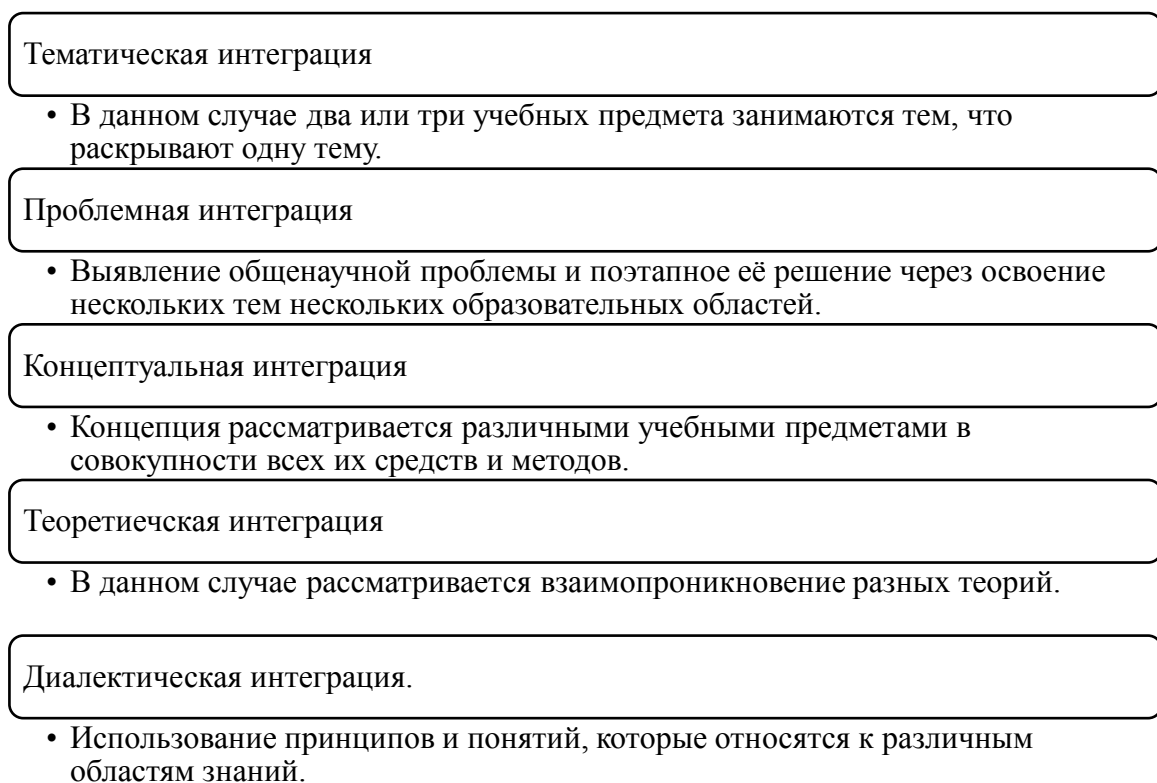 Тематическая интеграция
• В данном случае два или три учебных предмета занимаются тем, что
раскрывают одну тему.
Проблемная интеграция
• Выявление общенаучной проблемы и поэтапное её решение через освоение
нескольких тем нескольких образовательных областей.
Концептуальная интеграция
• Концепция рассматривается различными учебными предметами в
совокупности всех их средств и методов.
Теоретиечская интеграция
• В данном случае рассматривается взаимопроникновение разных теорий.
Диалектическая интеграция.
• Использование принципов и понятий, которые относятся к различным
областям знаний.